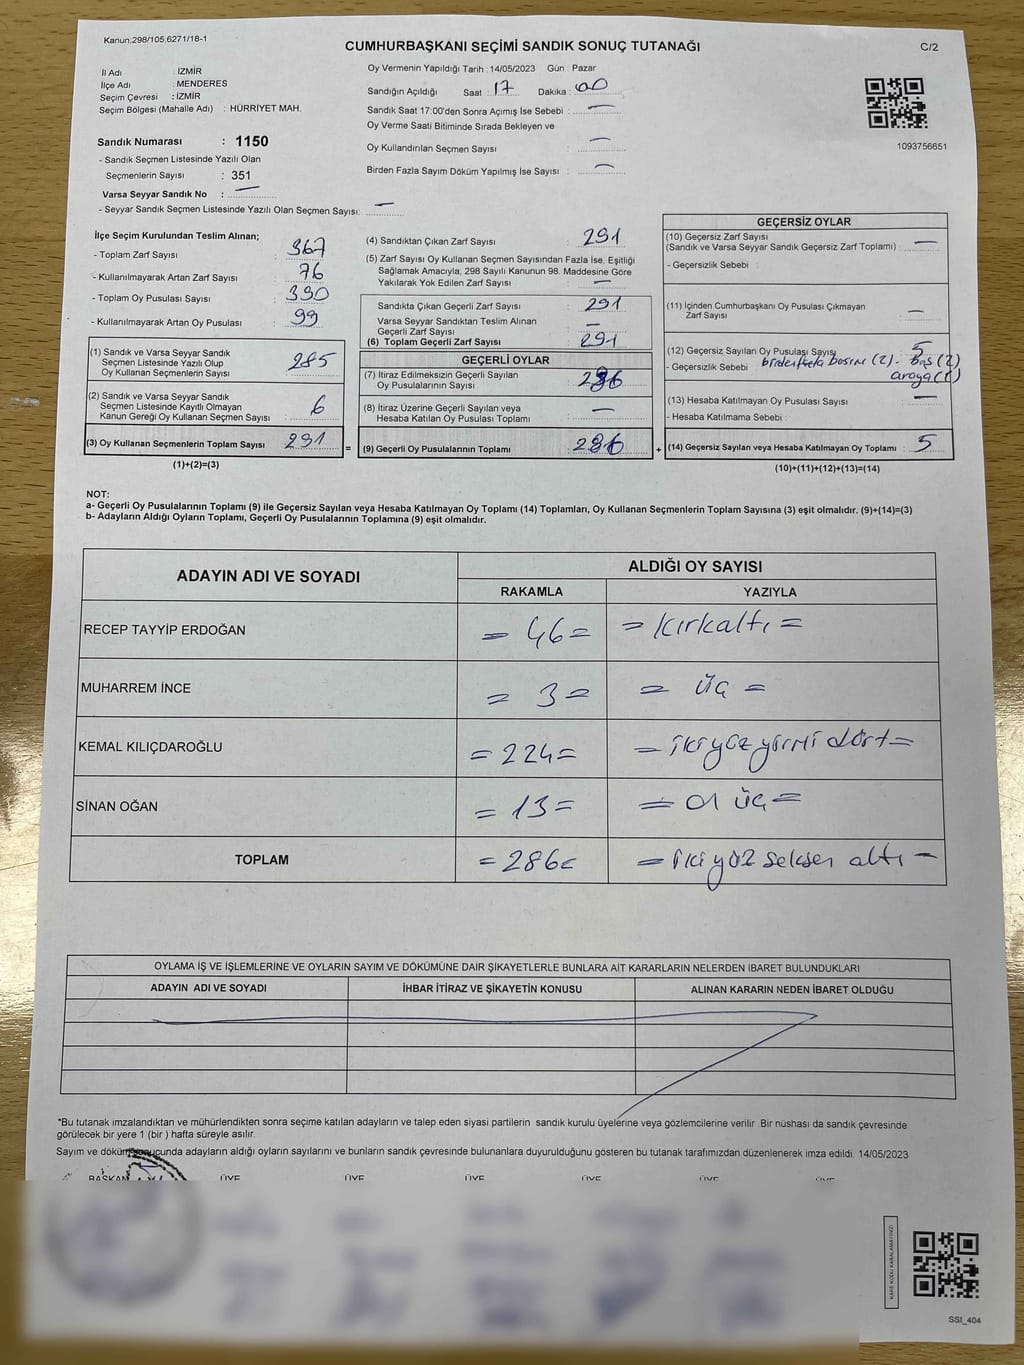 Kanun:298/105,6271/18-1
CUMHURBAŞKANI SEÇİMİ SANDIK SONUÇ TUTANAĞI
C/2
İl Adı : İZMİR
İlçe Adı : MENDERES
Seçim Çevresi : İZMİR
Seçim Bölgesi (Mahalle Adı) : HÜRRİYET MAH.
Sandık Numarası : 1150
- Sandık Seçmen Listesinde Yazılı Olan
Seçmenlerin Sayısı : 351
Varsa Seyyar Sandık No : —
- Seyyar Sandık Seçmen Listesinde Yazılı Olan Seçmen Sayısı: —
Oy Vermenin Yapıldığı Tarih : 14/05/2023 Gün : Pazar
Sandığın Açıldığı Saat : 17 Dakika : 00
Sandık Saat 17:00'den Sonra Açımış İse Sebebi : —
Oy Verme Saati Bitiminde Sırada Bekleyen ve
Oy Kullandırılan Seçmen Sayısı : —
Birden Fazla Sayım Döküm Yapılmış İse Sayısı : —
1093756651
İlçe Seçim Kurulundan Teslim Alınan;
- Toplam Zarf Sayısı : 367
- Kullanılmayarak Artan Zarf Sayısı : 76
- Toplam Oy Pusulası Sayısı : 390
- Kullanılmayarak Artan Oy Pusulası : 99
(1) Sandık ve Varsa Seyyar Sandık
Seçmen Listesinde Yazılı Olup
Oy Kullanan Seçmenlerin Sayısı : 285
(2) Sandık ve Varsa Seyyar Sandık
Seçmen Listesinde Kayıtlı Olmayan
Kanun Gereği Oy Kullanan Seçmen Sayısı : 6
(3) Oy Kullanan Seçmenlerin Toplam Sayısı : 291 =
(1)+(2)=(3)
(4) Sandıktan Çıkan Zarf Sayısı : 291
(5) Zarf Sayısı Oy Kullanan Seçmen Sayısından Fazla İse, Eşitliği
Sağlamak Amacıyla; 298 Sayılı Kanunun 98. Maddesine Göre
Yakılarak Yok Edilen Zarf Sayısı : —
Sandıkta Çıkan Geçerli Zarf Sayısı : 291
Varsa Seyyar Sandıktan Teslim Alınan
Geçerli Zarf Sayısı : —
(6) Toplam Geçerli Zarf Sayısı : 291
GEÇERLİ OYLAR
(7) İtiraz Edilmeksizin Geçerli Sayılan
Oy Pusulalarının Sayısı : 286
(8) İtiraz Üzerine Geçerli Sayılan veya
Hesaba Katılan Oy Pusulası Toplamı : —
(9) Geçerli Oy Pusulalarının Toplamı : 286 +
GEÇERSİZ OYLAR
(10) Geçersiz Zarf Sayısı
(Sandık ve Varsa Seyyar Sandık Geçersiz Zarf Toplamı) : —
- Geçersizlik Sebebi :
(11) İçinden Cumhurbaşkanı Oy Pusulası Çıkmayan
Zarf Sayısı : —
(12) Geçersiz Sayılan Oy Pusulası Sayısı : 5
- Geçersizlik Sebebi birden fazla basım (2) - boş (2)
araya (1)
(13) Hesaba Katılmayan Oy Pusulası Sayısı : —
- Hesaba Katılmama Sebebi :
(14) Geçersiz Sayılan veya Hesaba Katılmayan Oy Toplamı : 5
(10)+(11)+(12)+(13)=(14)
NOT:
a- Geçerli Oy Pusulalarının Toplamı (9) ile Geçersiz Sayılan veya Hesaba Katılmayan Oy Toplamı (14) Toplamları, Oy Kullanan Seçmenlerin Toplam Sayısına (3) eşit olmalıdır. (9)+(14)=(3)
b- Adayların Aldığı Oyların Toplamı, Geçerli Oy Pusulalarının Toplamına (9) eşit olmalıdır.
ADAYIN ADI VE SOYADI
ALDIĞI OY SAYISI
RAKAMLA YAZIYLA
RECEP TAYYİP ERDOĞAN = 46 = = kırkaltı =
MUHARREM İNCE = 3 = = üç =
KEMAL KILIÇDAROĞLU = 224 = = ikiyüzyirmi dört =
SİNAN OĞAN = 13 = = on üç =
TOPLAM = 286 = = ikiyüz seksen altı =
OYLAMA İŞ VE İŞLEMLERİNE VE OYLARIN SAYIM VE DÖKÜMÜNE DAİR ŞİKAYETLERLE BUNLARA AİT KARARLARIN NELERDEN İBARET BULUNDUKLARI
ADAYIN ADI VE SOYADI İHBAR İTİRAZ VE ŞİKAYETİN KONUSU ALINAN KARARIN NEDEN İBARET OLDUĞU
*Bu tutanak imzalandıktan ve mühürlendikten sonra seçime katılan adayların ve talep eden siyasi partilerin sandık kurulu üyelerine veya gözlemcilerine verilir .Bir nüshası da sandık çevresinde
görülecek bir yere 1 (bir ) hafta süreyle asılır.
Sayım ve döküm sonucunda adayların aldığı oyların sayılarını ve bunların sandık çevresinde bulunanlara duyurulduğunu gösteren bu tutanak tarafımızdan düzenlenerek imza edildi. 14/05/2023
BAŞKAN ÜYE ÜYE ÜYE ÜYE ÜYE ÜYE
KARE KODU KARALAMAYINIZ!
SSI_404